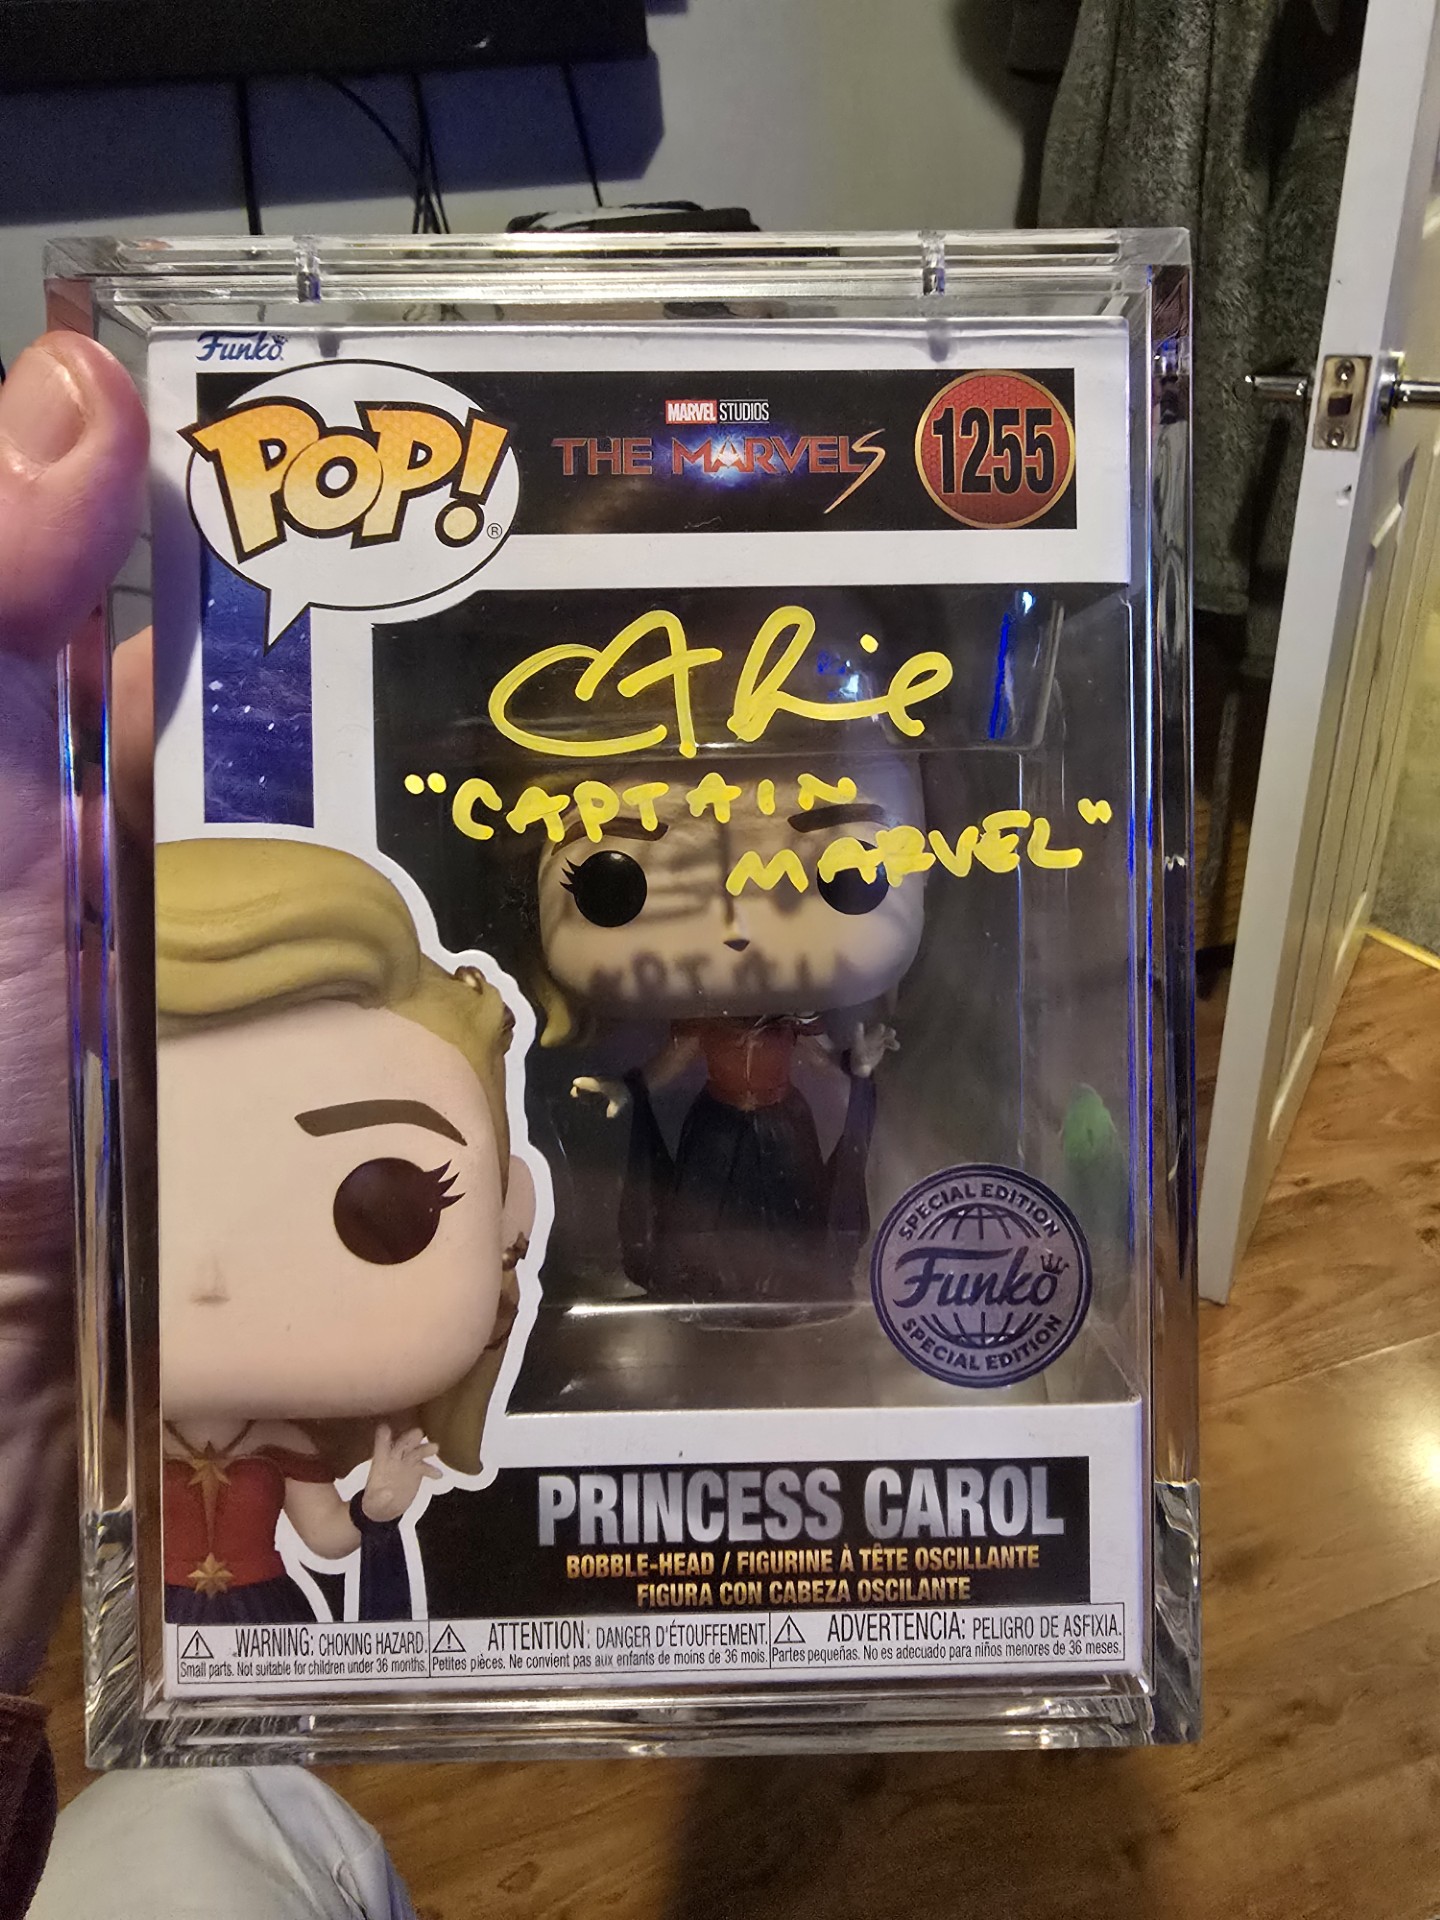 Funko
POP!®
MARVEL STUDIOS
THE MARVELS
1255
"CAPTAIN
MARVEL"
SPECIAL EDITION
Funko
SPECIAL EDITION
PRINCESS CAROL
BOBBLE-HEAD / FIGURINE À TÊTE OSCILLANTE
FIGURA CON CABEZA OSCILANTE
WARNING: CHOKING HAZARD.
Small parts. Not suitable for children under 36 months.
ATTENTION: DANGER D'ÉTOUFFEMENT.
Petites pièces. Ne convient pas aux enfants de moins de 36 mois.
ADVERTENCIA: PELIGRO DE ASFIXIA.
Partes pequeñas. No es adecuado para niños menores de 36 meses.